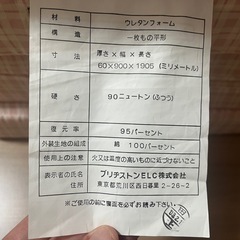 材料 ウレタンフォーム
構造 一枚もの平形
寸法 厚さ×幅×長さ
60×900×1905 (ミリメートル)
硬さ 90ニュートン (ふつう)
復元率 95パーセント
外装生地の組成 綿 100パーセント
使用上の注意 火又は温度の高いものに近づけないこと
表示者の氏名 ブリヂストンELC株式会社
東京都荒川区西日暮里2-26-2
※ご使用の前に裏面を必ずお読み下さい。